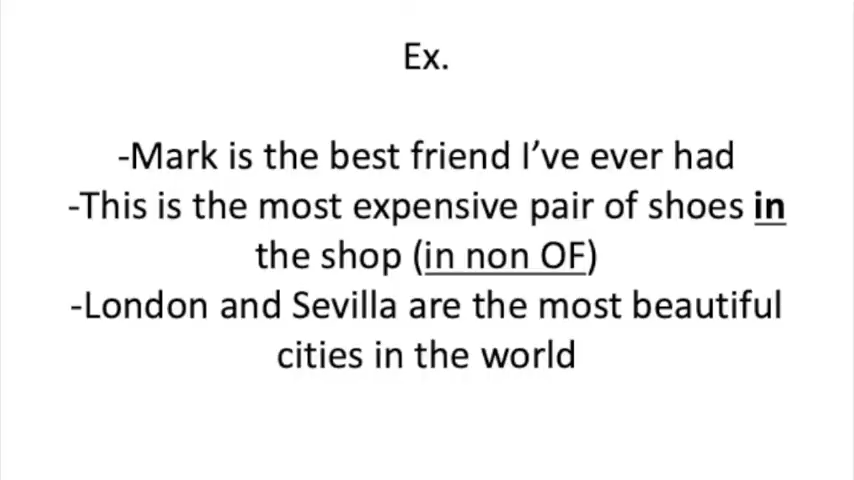 Ex.
-Mark is the best friend I’ve ever had
-This is the most expensive pair of shoes in
the shop (in non OF)
-London and Sevilla are the most beautiful
cities in the world